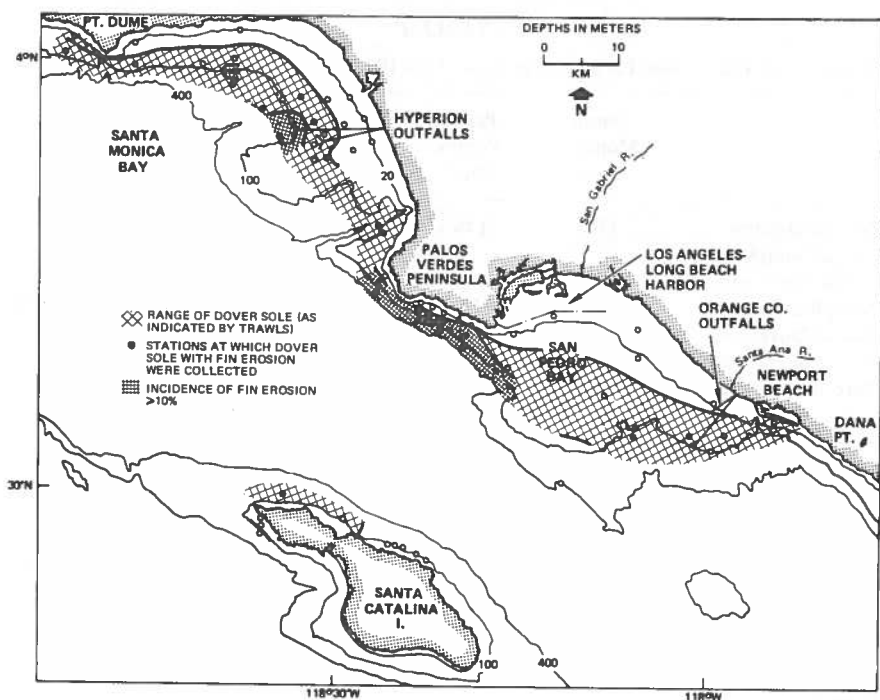 PT. DUME
DEPTHS IN METERS
0 10
KM
N
4°N
400
HYPERION
OUTFALLS
SANTA
MONICA
BAY
100
20
San Gabriel R.
PALOS
VERDES
PENINSULA
LOS ANGELES-
LONG BEACH
HARBOR
ORANGE CO.
OUTFALLS
Santa Ana R.
SAN
PEDRO
BAY
NEWPORT
BEACH
DANA
PT.
RANGE OF DOVER SOLE (AS
INDICATED BY TRAWLS)
STATIONS AT WHICH DOVER
SOLE WITH FIN EROSION
WERE COLLECTED
INCIDENCE OF FIN EROSION
>10%
30'N
SANTA
CATALINA
I.
100
400
118°30'W
118°W